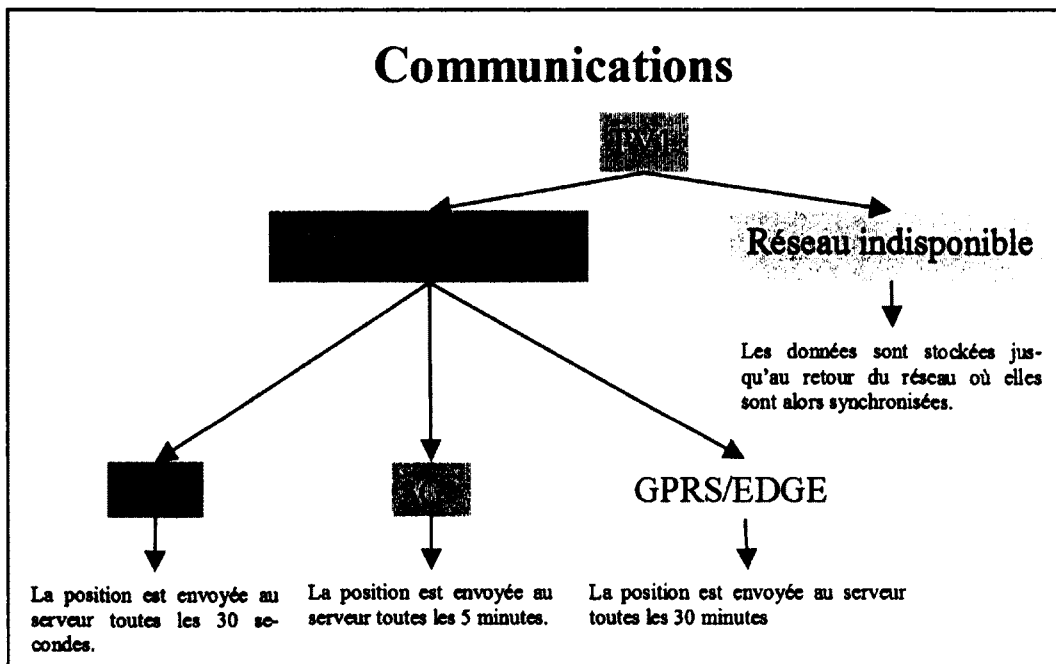 Communications
Réseau indisponible
Les données sont stockées jus-
qu'au retour du réseau où elles
sont alors synchronisées.
GPRS/EDGE
La position est envoyée au
serveur toutes les 30 se-
condes.
La position est envoyée au
serveur toutes les 5 minutes.
La position est envoyée au serveur
toutes les 30 minutes